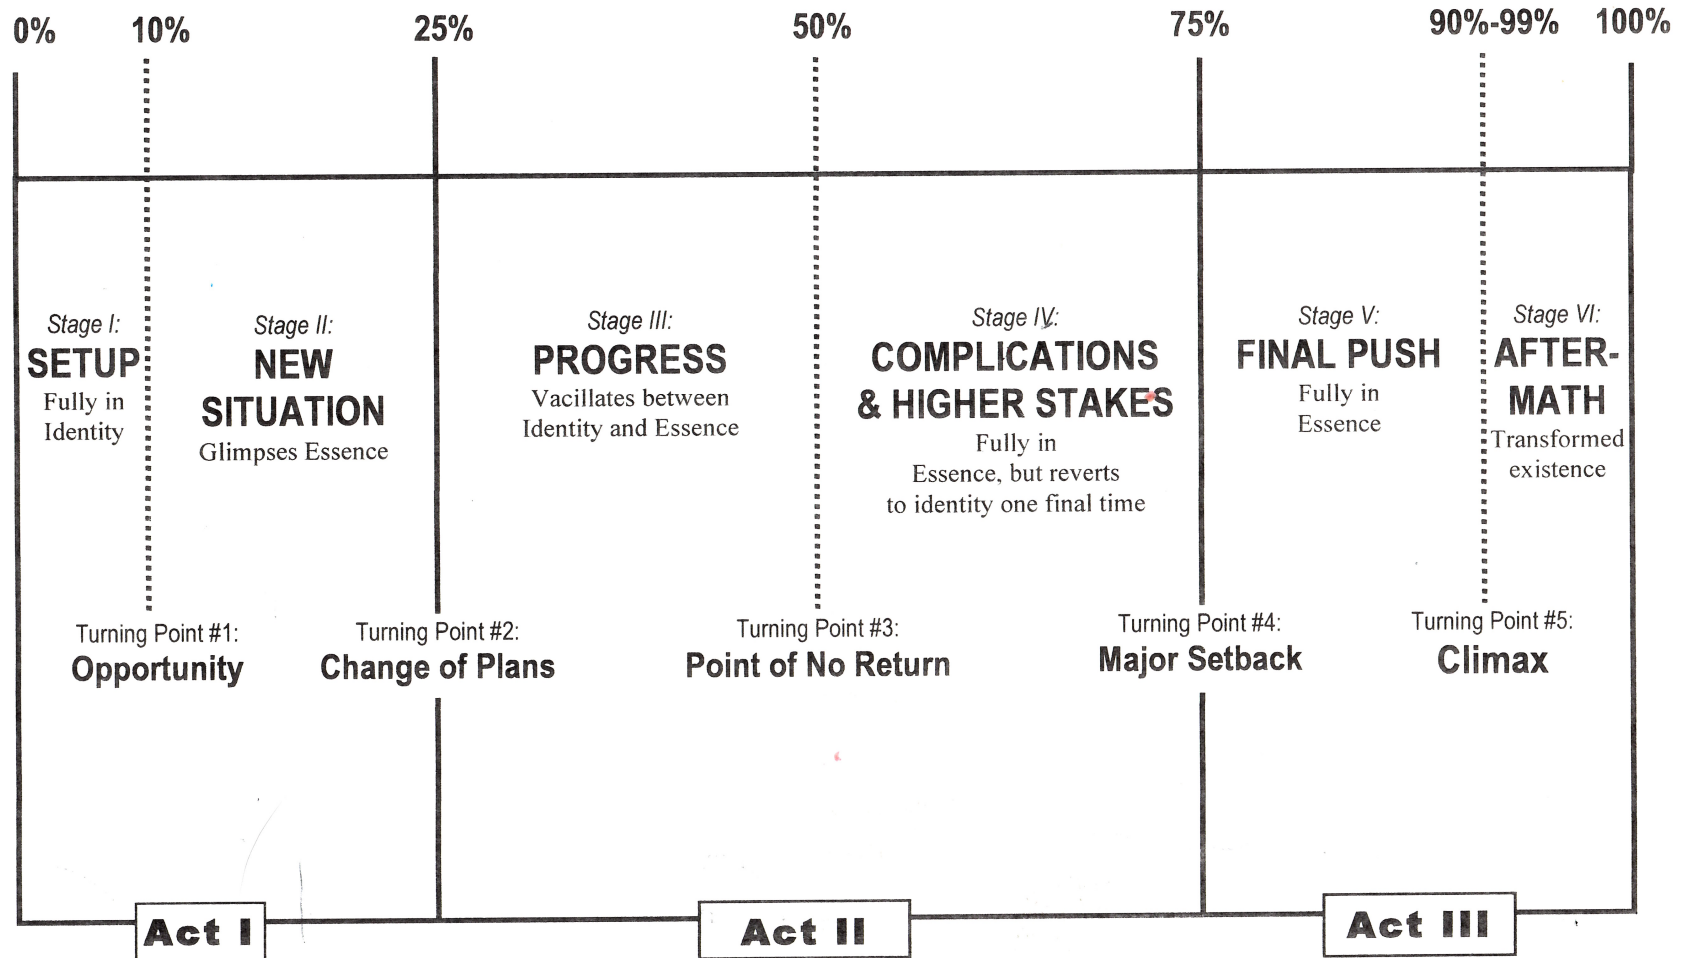 0% 10% 25% 50% 75% 90%-99% 100%
Stage I:
SETUP
Fully in
Identity
Stage II:
NEW
SITUATION
Glimpses Essence
Stage III:
PROGRESS
Vacillates between
Identity and Essence
Stage IV:
COMPLICATIONS
& HIGHER STAKES
Fully in
Essence, but reverts
to identity one final time
Stage V:
FINAL PUSH
Fully in
Essence
Stage VI:
AFTER-
MATH
Transformed
existence
Turning Point #1:
Opportunity
Turning Point #2:
Change of Plans
Turning Point #3:
Point of No Return
Turning Point #4:
Major Setback
Turning Point #5:
Climax
Act I
Act II
Act III